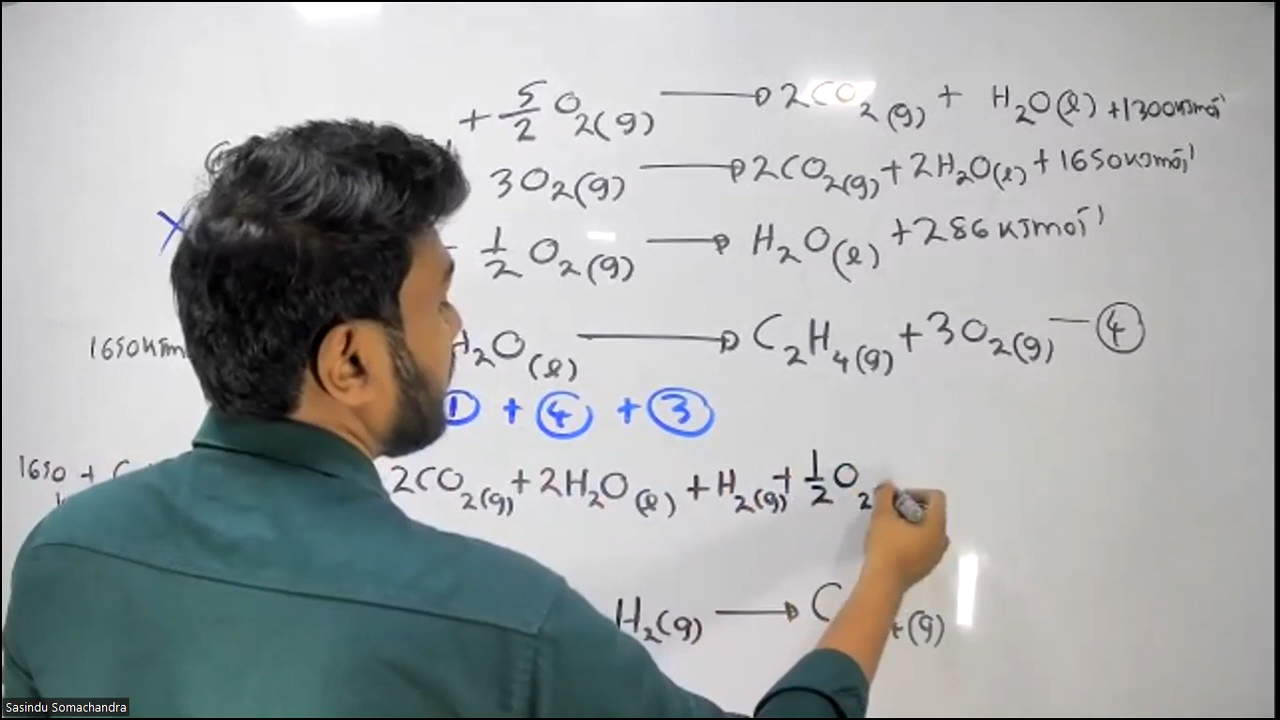 + 5/2 O₂(g) → 2CO₂(g) + H₂O(l) +1300KJmol⁻¹
3O₂(g) → 2CO₂(g) + 2H₂O(l) + 1650KJmol⁻¹
1/2 O₂(g) → H₂O(l) +286KJmol⁻¹
1650KJm H₂O(l) → C₂H₄(g) + 3O₂(g) — ④
① + ④ + ③
1650 + 2CO₂(g) + 2H₂O(l) + H₂(g) + 1/2 O₂
H₂(g) → C (g)
Sasindu Somachandra